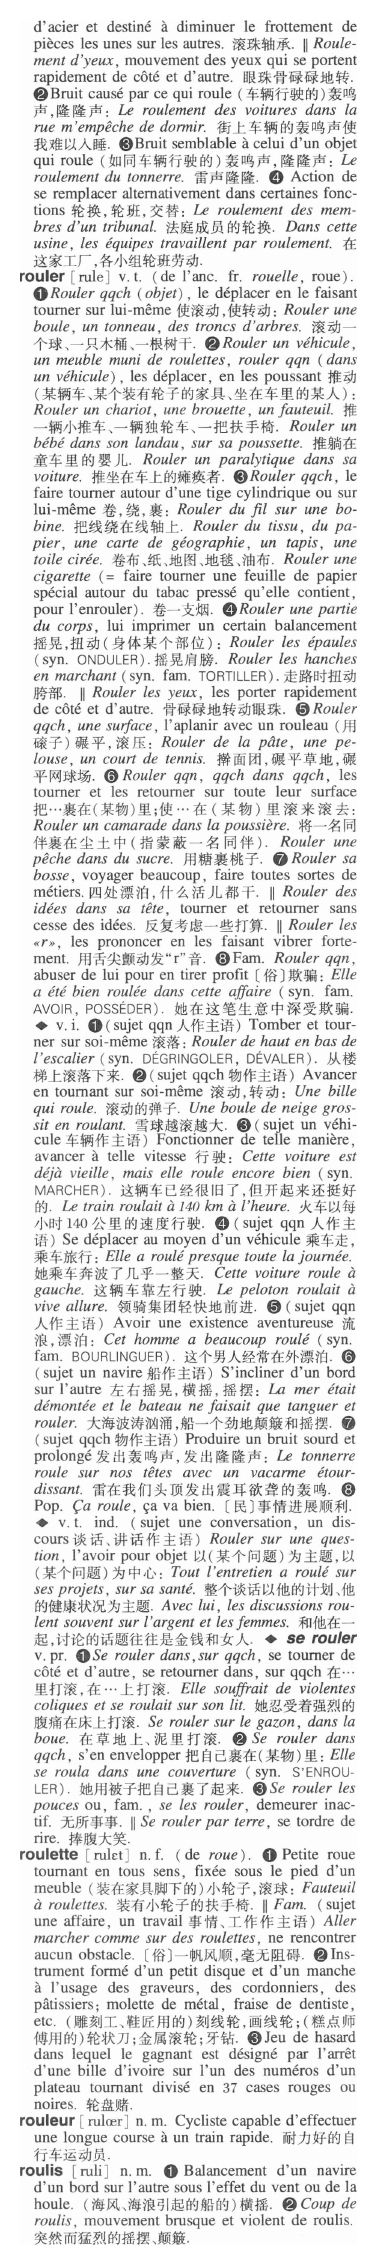 d'acier et destiné à diminuer le frottement de
pièces les unes sur les autres. 滚珠轴承. ‖ Roule-
ment d'yeux, mouvement des yeux qui se portent
rapidement de côté et d'autre. 眼珠骨碌碌地转.
❷Bruit causé par ce qui roule (车辆行驶的)轰鸣
声,隆隆声: Le roulement des voitures dans la
rue m'empêche de dormir. 街上车辆的轰鸣声使
我难以入睡. ❸Bruit semblable à celui d'un objet
qui roule (如同车辆行驶的)轰鸣声,隆隆声: Le
roulement du tonnerre. 雷声隆隆. ❹ Action de
se remplacer alternativement dans certaines fonc-
tions 轮换,轮班,交替: Le roulement des mem-
bres d'un tribunal. 法庭成员的轮换. Dans cette
usine, les équipes travaillent par roulement. 在
这家工厂,各小组轮班劳动.
rouler [rule] v. t. (de l'anc. fr. rouelle, roue).
❶Rouler qqch (objet), le déplacer en le faisant
tourner sur lui-même 使滚动,使转动: Rouler une
boule, un tonneau, des troncs d'arbres. 滚动一
个球、一只木桶、一根树干. ❷Rouler un véhicule,
un meuble muni de roulettes, rouler qqn (dans
un véhicule), les déplacer, en les poussant 推动
(某辆车、某个装有轮子的家具、坐在车里的某人):
Rouler un chariot, une brouette, un fauteuil. 推
一辆小推车、一辆独轮车、一把扶手椅. Rouler un
bébé dans son landau, sur sa poussette. 推躺在
童车里的婴儿. Rouler un paralytique dans sa
voiture. 推坐在车上的瘫痪者. ❸Rouler qqch, le
faire tourner autour d'une tige cylindrique ou sur
lui-même 卷,绕,裹: Rouler du fil sur une bo-
bine. 把线绕在线轴上. Rouler du tissu, du pa-
pier, une carte de géographie, un tapis, une
toile cirée. 卷布、纸、地图、地毯、油布. Rouler une
cigarette (= faire tourner une feuille de papier
spécial autour du tabac pressé qu'elle contient,
pour l'enrouler). 卷一支烟. ❹Rouler une partie
du corps, lui imprimer un certain balancement
摇晃,扭动(身体某个部位): Rouler les épaules
(syn. ONDULER).摇晃肩膀. Rouler les hanches
en marchant (syn. fam. TORTILLER).走路时扭动
胯部. ‖ Rouler les yeux, les porter rapidement
de côté et d'autre. 骨碌碌地转动眼珠. ❺Rouler
qqch, une surface, l'aplanir avec un rouleau (用
磙子) 碾平,滚压: Rouler de la pâte, une pe-
louse, un court de tennis. 擀面团,碾平草地,碾
平网球场. ❻Rouler qqn, qqch dans qqch, les
tourner et les retourner sur toute leur surface
把…裹在(某物)里;使…在(某物)里滚来滚去:
Rouler un camarade dans la poussière. 将一名同
伴裹在尘土中(指蒙蔽一名同伴). Rouler une
pêche dans du sucre. 用糖裹桃子. ❼Rouler sa
bosse, voyager beaucoup, faire toutes sortes de
métiers. 四处漂泊,什么活儿都干. ‖ Rouler des
idées dans sa tête, tourner et retourner sans
cesse des idées. 反复考虑一些打算. ‖ Rouler les
«r», les prononcer en les faisant vibrer forte-
ment. 用舌尖颤动发“r”音. ❽Fam. Rouler qqn,
abuser de lui pour en tirer profit [俗]欺骗: Elle
a été bien roulée dans cette affaire (syn. fam.
AVOIR, POSSÉDER). 她在这笔生意中深受欺骗.
◆ v. i. ❶(sujet qqn 人作主语) Tomber et tour-
ner sur soi-même 滚落: Rouler de haut en bas de
l'escalier (syn. DÉGRINGOLER, DÉVALER). 从楼
梯上滚落下来. ❷(sujet qqch 物作主语) Avancer
en tournant sur soi-même 滚动,转动: Une bille
qui roule. 滚动的弹子. Une boule de neige gros-
sit en roulant. 雪球越滚越大. ❸(sujet un véhi-
cule 车辆作主语) Fonctionner de telle manière,
avancer à telle vitesse 行驶: Cette voiture est
déjà vieille, mais elle roule encore bien (syn.
MARCHER). 这辆车已经很旧了,但开起来还挺好
的. Le train roulait à 140 km à l'heure. 火车以每
小时140公里的速度行驶. ❹(sujet qqn 人作主
语) Se déplacer au moyen d'un véhicule 乘车走,
乘车旅行: Elle a roulé presque toute la journée.
她乘车奔波了几乎一整天. Cette voiture roule à
gauche. 这辆车靠左行驶. Le peloton roulait à
vive allure. 领骑集团轻快地前进. ❺(sujet qqn
人作主语) Avoir une existence aventureuse 流
浪,漂泊: Cet homme a beaucoup roulé (syn.
fam. BOURLINGUER). 这个男人经常在外漂泊. ❻
(sujet un navire 船作主语) S'incliner d'un bord
sur l'autre 左右摇晃,横摇,摇摆: La mer était
démontée et le bateau ne faisait que tanguer et
rouler. 大海波涛汹涌,船一个劲地颠簸和摇摆. ❼
(sujet qqch 物作主语) Produire un bruit sourd et
prolongé 发出轰鸣声,发出隆隆声: Le tonnerre
roule sur nos têtes avec un vacarme étour-
dissant. 雷在我们头顶发出震耳欲聋的轰鸣. ❽
Pop. Ça roule, ça va bien. [民]事情进展顺利.
◆ v. t. ind. (sujet une conversation, un dis-
cours 谈话、讲话作主语) Rouler sur une ques-
tion, l'avoir pour objet 以(某个问题)为主题,以
(某个问题)为中心: Tout l'entretien a roulé sur
ses projets, sur sa santé. 整个谈话以他的计划、他
的健康状况为主题. Avec lui, les discussions rou-
lent souvent sur l'argent et les femmes. 和他在一
起,讨论的话题往往是金钱和女人. ◆ se rouler
v. pr. ❶Se rouler dans,sur qqch, se tourner de
côté et d'autre, se retourner dans, sur qqch 在…
里打滚,在…上打滚. Elle souffrait de violentes
coliques et se roulait sur son lit. 她忍受着强烈的
腹痛在床上打滚. Se rouler sur le gazon, dans la
boue. 在草地上、泥里打滚. ❷ Se rouler dans
qqch, s'en envelopper 把自己裹在(某物)里: Elle
se roula dans une couverture (syn. S'ENROU-
LER). 她用被子把自己裹了起来. ❸Se rouler les
pouces ou, fam., se les rouler, demeurer inac-
tif. 无所事事. ‖ Se rouler par terre, se tordre de
rire. 捧腹大笑.
roulette [rulɛt] n. f. (de roue). ❶ Petite roue
tournant en tous sens, fixée sous le pied d'un
meuble (装在家具脚下的)小轮子,滚球: Fauteuil
à roulettes. 装有小轮子的扶手椅. ‖ Fam. (sujet
une affaire, un travail 事情、工作作主语) Aller
marcher comme sur des roulettes, ne rencontrer
aucun obstacle. [俗]一帆风顺,毫无阻碍. ❷Ins-
trument formé d'un petit disque et d'un manche
à l'usage des graveurs, des cordonniers, des
pâtissiers; molette de métal, fraise de dentiste,
etc. (雕刻工、鞋匠用的)刻线轮,画线轮;(糕点师
傅用的)轮状刀;金属滚轮;牙钻. ❸Jeu de hasard
dans lequel le gagnant est désigné par l'arrêt
d'une bille d'ivoire sur l'un des numéros d'un
plateau tournant divisé en 37 cases rouges ou
noires. 轮盘赌.
rouleur [rulœr] n. m. Cycliste capable d'effectuer
une longue course à un train rapide. 耐力好的自
行车运动员.
roulis [ruli] n. m. ❶ Balancement d'un navire
d'un bord sur l'autre sous l'effet du vent ou de la
houle. (海风、海浪引起的船的)横摇. ❷Coup de
roulis, mouvement brusque et violent de roulis.
突然而猛烈的摇摆、颠簸.